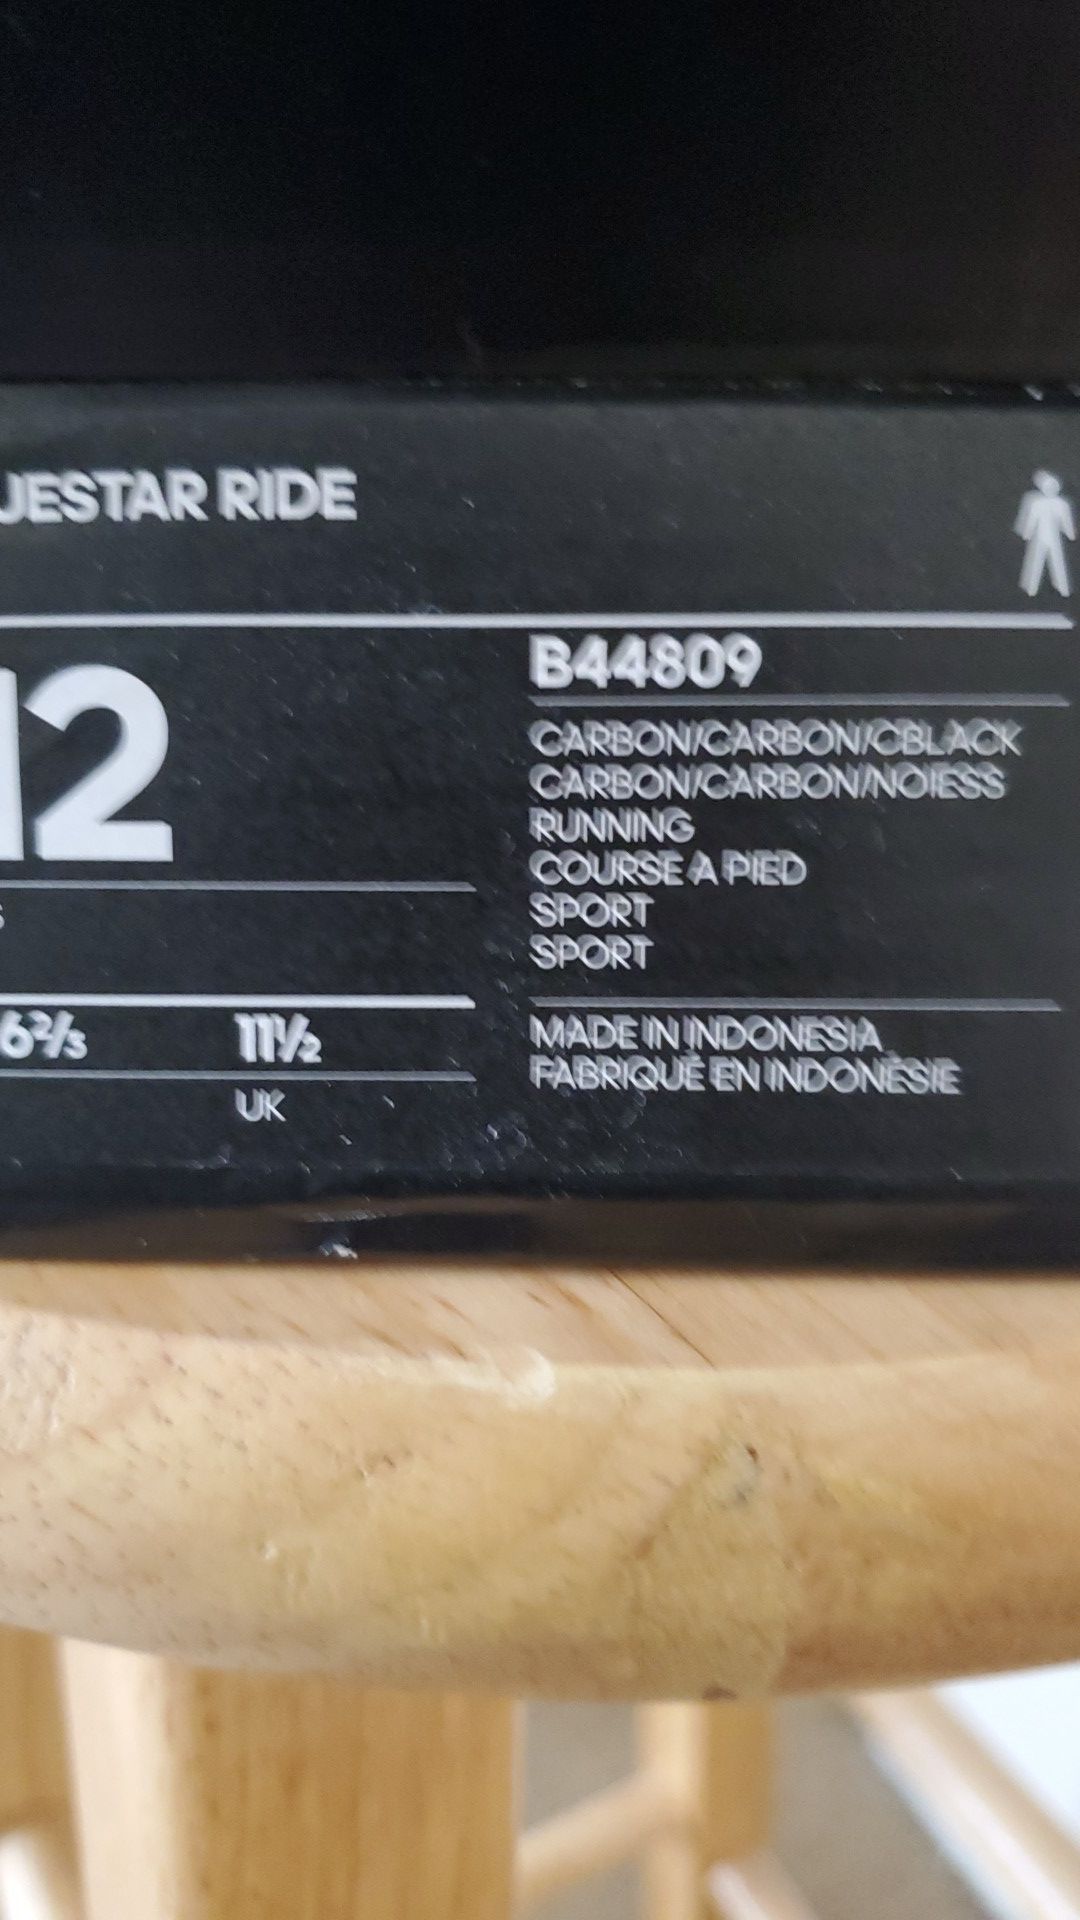 UESTAR RIDE
12
B44809
CARBON/CARBON/CBLACK
CARBON/CARBON/NOIESS
RUNNING
COURSE A PIED
SPORT
SPORT
S
6⅔ 11½
UK
MADE IN INDONESIA
FABRIQUÉ EN INDONÉSIE